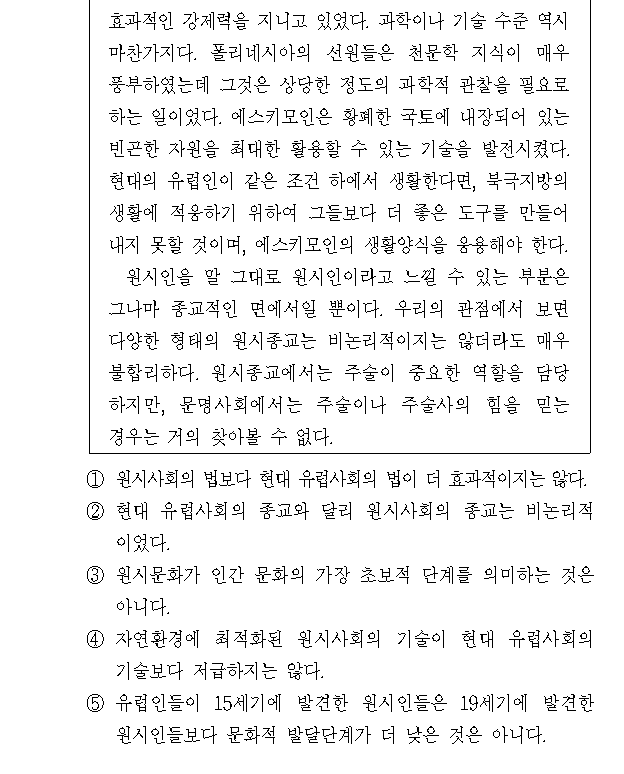 효과적인 강제력을 지니고 있었다. 과학이나 기술 수준 역시
마찬가지다. 폴리네시아의 선원들은 천문학 지식이 매우
풍부하였는데 그것은 상당한 정도의 과학적 관찰을 필요로
하는 일이었다. 에스키모인은 황폐한 국토에 내장되어 있는
빈곤한 자원을 최대한 활용할 수 있는 기술을 발전시켰다.
현대의 유럽인이 같은 조건 하에서 생활한다면, 북극지방의
생활에 적응하기 위하여 그들보다 더 좋은 도구를 만들어
내지 못할 것이며, 에스키모인의 생활양식을 응용해야 한다.
원시인을 말 그대로 원시인이라고 느낄 수 있는 부분은
그나마 종교적인 면에서일 뿐이다. 우리의 관점에서 보면
다양한 형태의 원시종교는 비논리적이지는 않더라도 매우
불합리하다. 원시종교에서는 주술이 중요한 역할을 담당
하지만, 문명사회에서는 주술이나 주술사의 힘을 믿는
경우는 거의 찾아볼 수 없다.
① 원시사회의 법보다 현대 유럽사회의 법이 더 효과적이지는 않다.
② 현대 유럽사회의 종교와 달리 원시사회의 종교는 비논리적
이었다.
③ 원시문화가 인간 문화의 가장 초보적 단계를 의미하는 것은
아니다.
④ 자연환경에 최적화된 원시사회의 기술이 현대 유럽사회의
기술보다 저급하지는 않다.
⑤ 유럽인들이 15세기에 발견한 원시인들은 19세기에 발견한
원시인들보다 문화적 발달단계가 더 낮은 것은 아니다.